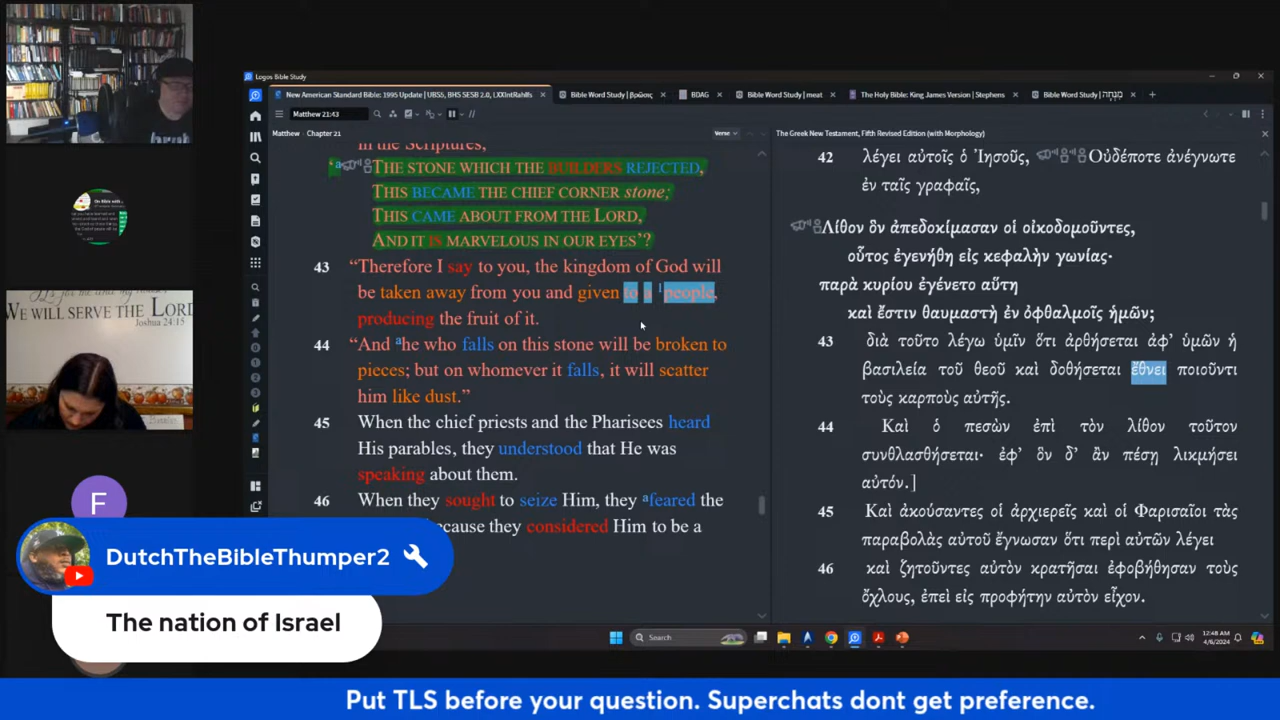 Logos Bible Study
New American Standard Bible: 1995 Update | UBS5, BHS SESB 2.0, LXXIntRahlfs
Bible Word Study | βρῶσις
BDAG
Bible Word Study | meat
The Holy Bible: King James Version | Stephens
Bible Word Study | מִנְחָה
Matthew 21:43
Matthew · Chapter 21
Verse
The Greek New Testament, Fifth Revised Edition (with Morphology)
in the Scriptures,
‘ᵃTHE STONE WHICH THE BUILDERS REJECTED,
THIS BECAME THE CHIEF CORNER stone;
THIS CAME ABOUT FROM THE LORD,
AND IT IS MARVELOUS IN OUR EYES’?
43 “Therefore I say to you, the kingdom of God will
be taken away from you and given to a ¹people,
producing the fruit of it.
44 “And ᵃhe who falls on this stone will be broken to
pieces; but on whomever it falls, it will scatter
him like dust.”
45 When the chief priests and the Pharisees heard
His parables, they understood that He was
speaking about them.
46 When they sought to seize Him, they ᵃfeared the
because they considered Him to be a
42 λέγει αὐτοῖς ὁ Ἰησοῦς, Οὐδέποτε ἀνέγνωτε
ἐν ταῖς γραφαῖς,
Λίθον ὃν ἀπεδοκίμασαν οἱ οἰκοδομοῦντες,
οὗτος ἐγενήθη εἰς κεφαλὴν γωνίας·
παρὰ κυρίου ἐγένετο αὕτη
καὶ ἔστιν θαυμαστὴ ἐν ὀφθαλμοῖς ἡμῶν;
43 διὰ τοῦτο λέγω ὑμῖν ὅτι ἀρθήσεται ἀφ’ ὑμῶν ἡ
βασιλεία τοῦ θεοῦ καὶ δοθήσεται ἔθνει ποιοῦντι
τοὺς καρποὺς αὐτῆς.
44 Καὶ ὁ πεσὼν ἐπὶ τὸν λίθον τοῦτον
συνθλασθήσεται· ἐφ’ ὃν δ’ ἂν πέσῃ λικμήσει
αὐτόν.]
45 Καὶ ἀκούσαντες οἱ ἀρχιερεῖς καὶ οἱ Φαρισαῖοι τὰς
παραβολὰς αὐτοῦ ἔγνωσαν ὅτι περὶ αὐτῶν λέγει
46 καὶ ζητοῦντες αὐτὸν κρατῆσαι ἐφοβήθησαν τοὺς
ὄχλους, ἐπεὶ εἰς προφήτην αὐτὸν εἶχον.
WE WILL SERVE THE LORD
Joshua 24:15
F
DutchTheBibleThumper2
The nation of Israel
Search
12:48 AM
4/6/2024
Put TLS before your question. Superchats dont get preference.